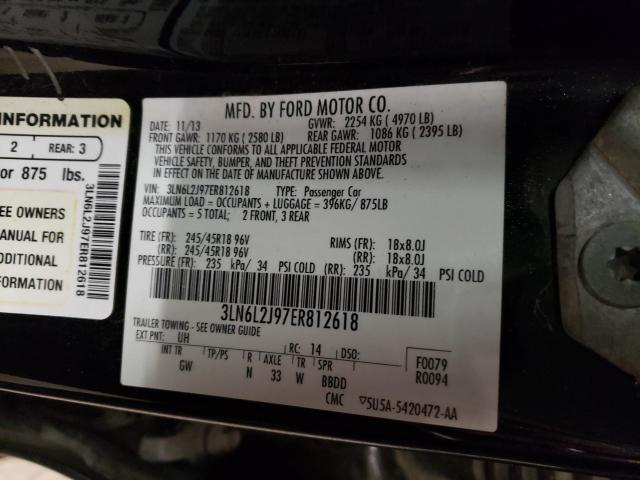 INFORMATION
2 REAR: 3
or 875 lbs.
EE OWNERS
ANUAL FOR
DDITIONAL
FORMATION
3LN6L2J97ER812618
MFD. BY FORD MOTOR CO.
DATE: 11/13 GVWR: 2254 KG ( 4970 LB)
FRONT GAWR: 1170 KG ( 2580 LB) REAR GAWR: 1086 KG ( 2395 LB)
THIS VEHICLE CONFORMS TO ALL APPLICABLE FEDERAL MOTOR
VEHICLE SAFETY, BUMPER, AND THEFT PREVENTION STANDARDS
IN EFFECT ON THE DATE OF MANUFACTURE SHOWN ABOVE
VIN: 3LN6L2J97ER812618 TYPE: Passenger Car
MAXIMUM LOAD = OCCUPANTS + LUGGAGE = 396KG/ 875LB
OCCUPANTS = 5 TOTAL; 2 FRONT, 3 REAR
TIRE (FR): 245/45R18 96V RIMS (FR): 18x8.0J
(RR): 245/45R18 96V (RR): 18x8.0J
PRESSURE (FR): 235 kPa/ 34 PSI COLD (RR): 235 kPa/ 34 PSI COLD
3LN6L2J97ER812618
TRAILER TOWING - SEE OWNER GUIDE
EXT PNT: UH RC: 14 DSO: F0079
INT TR TP/PS R AXLE TR SPR R0094
GW N 33 W BBDD
CMC ▽5U5A-5420472-AA